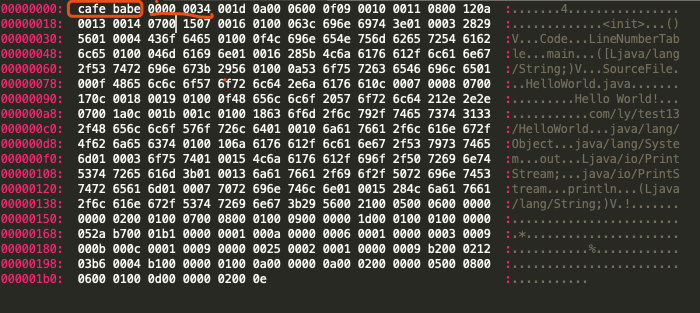 00000000: cafe babe 0000 0034 001d 0a00 0600 0f09 0010 0011 0800 120a :.......4................
00000018: 0013 0014 0700 1507 0016 0100 063c 696e 6974 3e01 0003 2829 :.............<init>...()
00000030: 5601 0004 436f 6465 0100 0f4c 696e 654e 756d 6265 7254 6162 :V...Code...LineNumberTab
00000048: 6c65 0100 046d 6169 6e01 0016 285b 4c6a 6176 612f 6c61 6e67 :le...main...([Ljava/lang
00000060: 2f53 7472 696e 673b 2956 0100 0a53 6f75 7263 6546 696c 6501 :/String;)V...SourceFile.
00000078: 000f 4865 6c6c 6f57 6f72 6c64 2e6a 6176 610c 0007 0008 0700 :..HelloWorld.java.......
00000090: 170c 0018 0019 0100 0f48 656c 6c6f 2057 6f72 6c64 212e 2e2e :.........Hello World!...
000000a8: 0700 1a0c 001b 001c 0100 1863 6f6d 2f6c 792f 7465 7374 3133 :...........com/ly/test13
000000c0: 2f48 656c 6c6f 576f 726c 6401 0010 6a61 7661 2f6c 616e 672f :/HelloWorld...java/lang/
000000d8: 4f62 6a65 6374 0100 106a 6176 612f 6c61 6e67 2f53 7973 7465 :Object...java/lang/Syste
000000f0: 6d01 0003 6f75 7401 0015 4c6a 6176 612f 696f 2f50 7269 6e74 :m...out...Ljava/io/Print
00000108: 5374 7265 616d 3b01 0013 6a61 7661 2f69 6f2f 5072 696e 7453 :Stream;...java/io/PrintS
00000120: 7472 6561 6d01 0007 7072 696e 746c 6e01 0015 284c 6a61 7661 :tream...println...(Ljava
00000138: 2f6c 616e 672f 5374 7269 6e67 3b29 5600 2100 0500 0600 0000 :/lang/String;)V.!.......
00000150: 0000 0200 0100 0700 0800 0100 0900 0000 1d00 0100 0100 0000 :........................
00000168: 052a b700 01b1 0000 0001 000a 0000 0006 0001 0000 0003 0009 :.*......................
00000180: 000b 000c 0001 0009 0000 0025 0002 0001 0000 0009 b200 0212 :...........%............
00000198: 03b6 0004 b100 0000 0100 0a00 0000 0a00 0200 0000 0500 0800 :........................
000001b0: 0600 0100 0d00 0000 0200 0e :...........